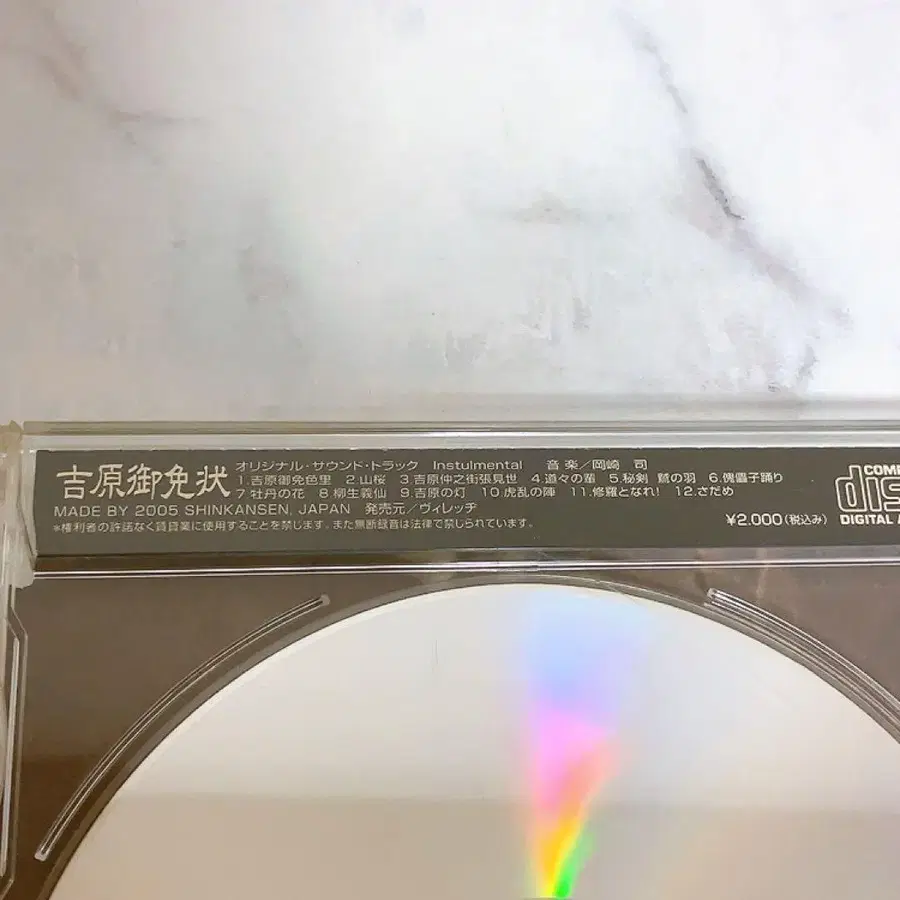 吉原御免状
オリジナル・サウンド・トラック Instulmental 音楽／岡崎 司
1.吉原御免色里 2.山桜 3.吉原仲之街張見世 4.道々の輩 5.秘剣 鷲の羽 6.傀儡子踊り
7.牡丹の花 8.柳生義仙 9.吉原の灯 10.虎乱の陣 11.修羅となれ! 12.さだめ
MADE BY 2005 SHINKANSEN, JAPAN 発売元／ヴィレッヂ
*権利者の許諾なく賃貸業に使用することを禁じます。また無断録音は法律で禁じられています。
¥2.000(税込み)
COMP
dis
DIGITAL A